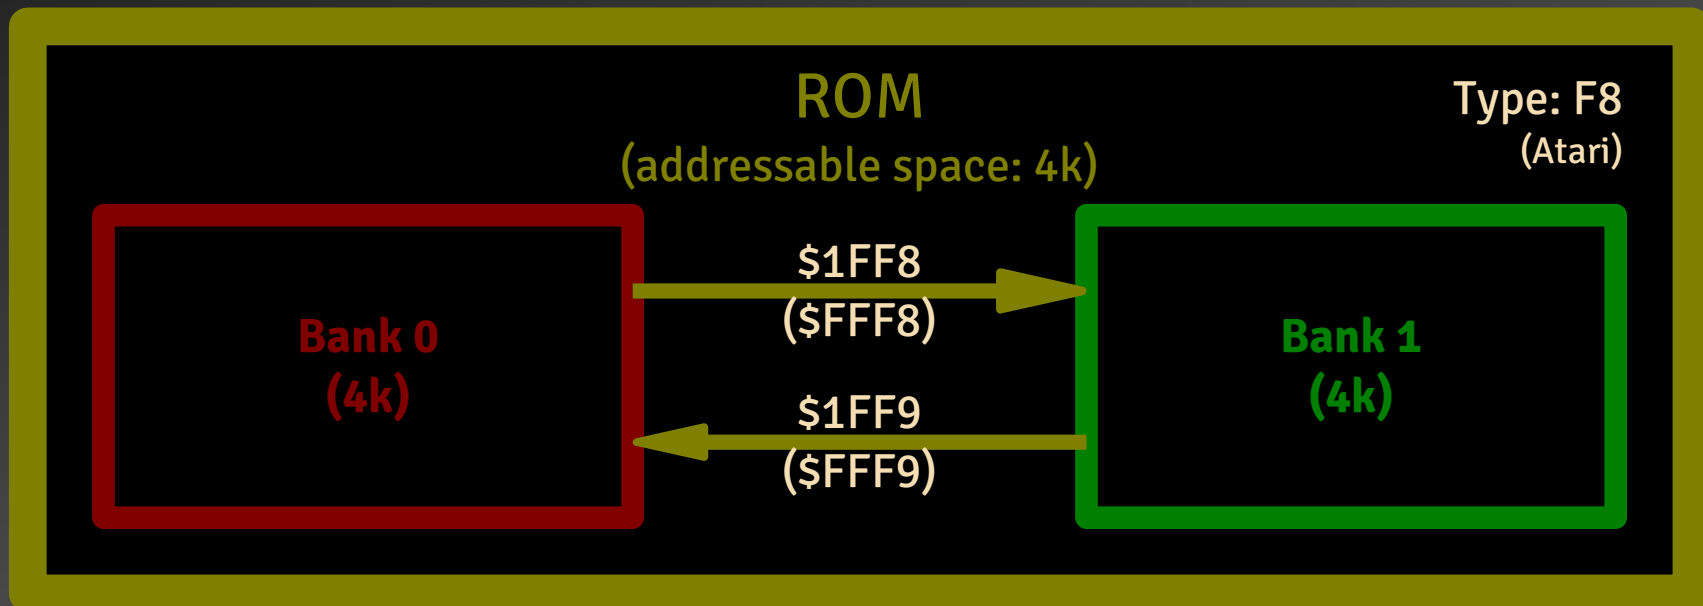 ROM
(addressable space: 4k)
Type: F8
(Atari)
$1FF8
($FFF8)
Bank 0
(4k)
Bank 1
(4k)
$1FF9
($FFF9)